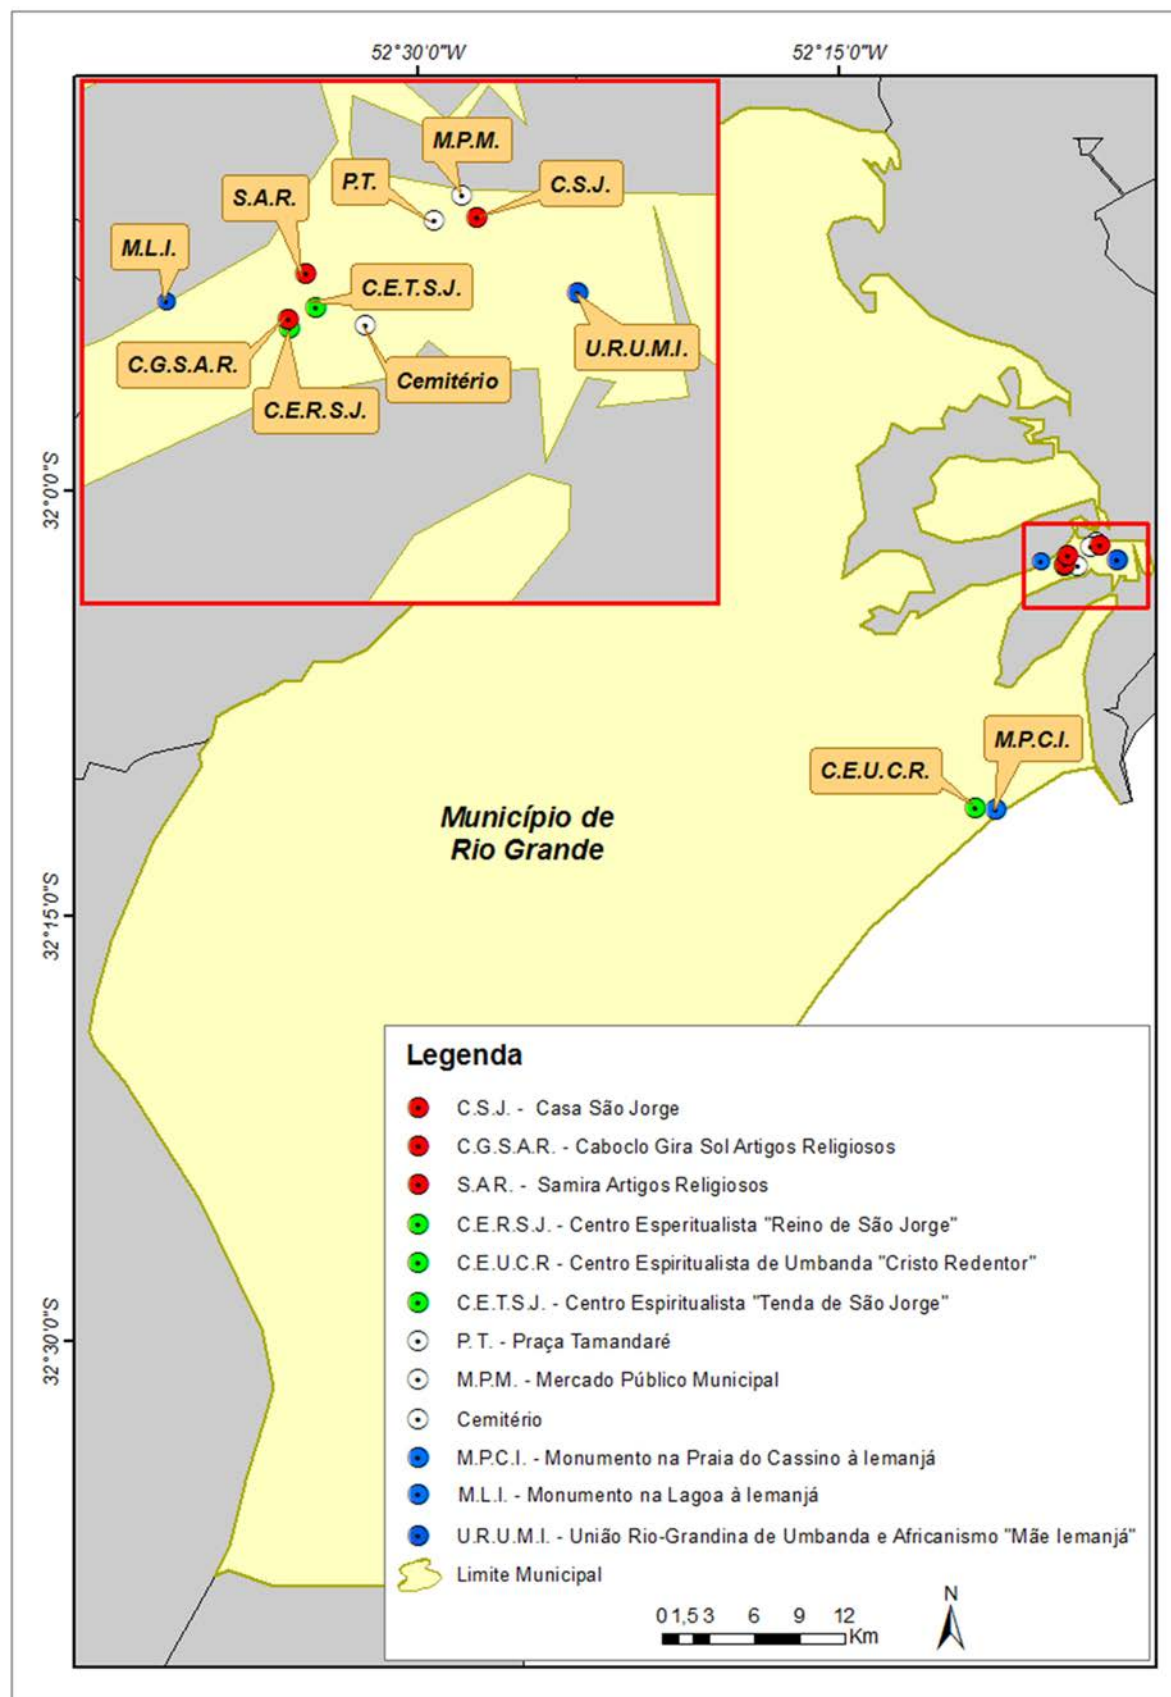 52°30'0"W
52°15'0"W
M.P.M.
P.T.
C.S.J.
S.A.R.
M.L.I.
C.E.T.S.J.
U.R.U.M.I.
C.G.S.A.R.
Cemitério
C.E.R.S.J.
32°0'0"S
M.P.C.I.
C.E.U.C.R.
Município de
Rio Grande
32°15'0"S
32°30'0"S
Legenda
C.S.J. - Casa São Jorge
C.G.S.A.R. - Caboclo Gira Sol Artigos Religiosos
S.A R. - Samira Artigos Religiosos
C.E.R.S.J. - Centro Esperitualista "Reino de São Jorge"
C.E.U.C.R - Centro Espiritualista de Umbanda "Cristo Redentor"
C.E.T.S.J. - Centro Espiritualista "Tenda de São Jorge"
P. T. - Praça Tamandaré
M.P.M. - Mercado Público Municipal
Cemitério
M.P.C.I. - Monumento na Praia do Cassino à Iemanjá
M.L.I. - Monumento na Lagoa à Iemanjá
U.R.U.M.I. - União Rio-Grandina de Umbanda e Africanismo "Mãe Iemanjá"
Limite Municipal
N
0 1,5 3 6 9 12
Km